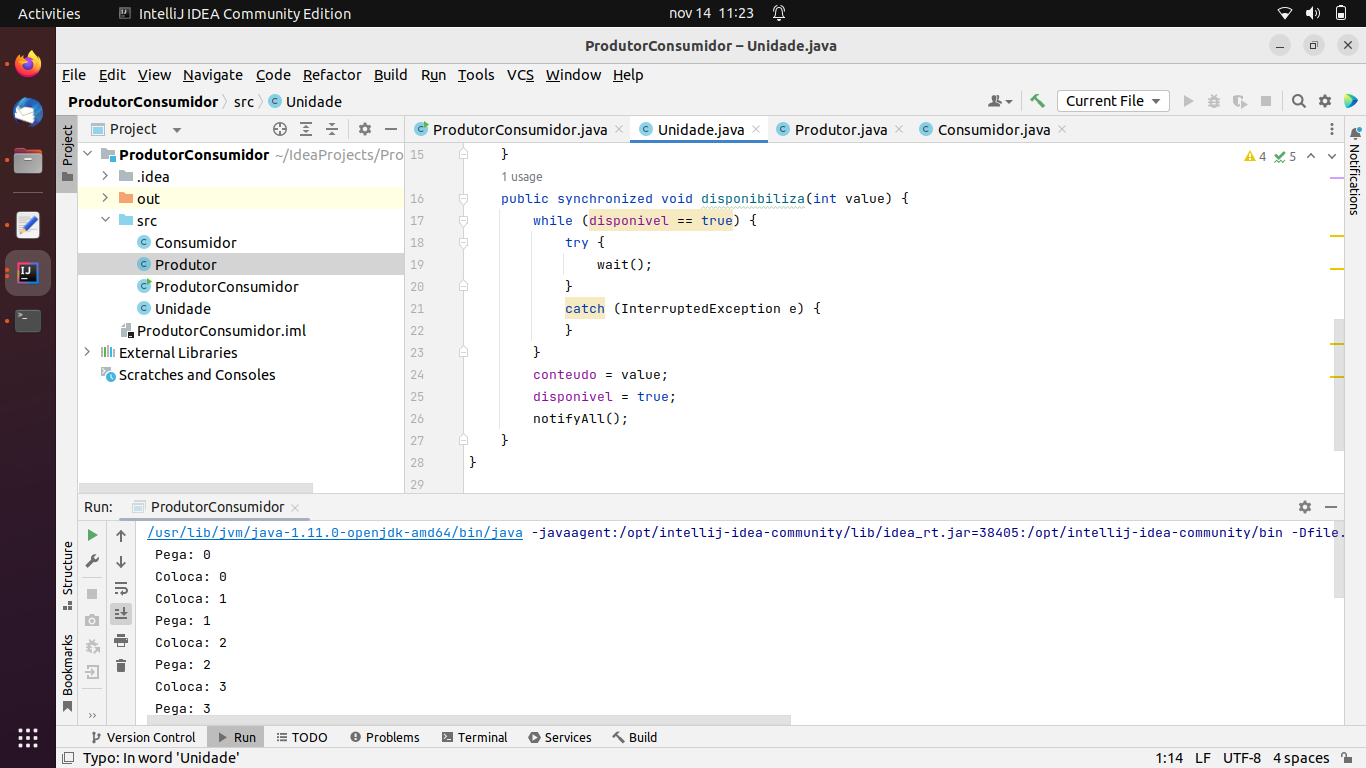 Activities IntelliJ IDEA Community Edition nov 14 11:23
ProdutorConsumidor – Unidade.java
File Edit View Navigate Code Refactor Build Run Tools VCS Window Help
ProdutorConsumidor src Unidade Current File
Project
Project
ProdutorConsumidor ~/IdeaProjects/Pro
.idea
out
src
Consumidor
Produtor
ProdutorConsumidor
Unidade
ProdutorConsumidor.iml
External Libraries
Scratches and Consoles
ProdutorConsumidor.java Unidade.java Produtor.java Consumidor.java
4 5
Notifications
15 }
1 usage
16 public synchronized void disponibiliza(int value) {
17 while (disponivel == true) {
18 try {
19 wait();
20 }
21 catch (InterruptedException e) {
22 }
23 }
24 conteudo = value;
25 disponivel = true;
26 notifyAll();
27 }
28 }
29
Run: ProdutorConsumidor
Structure
Bookmarks
/usr/lib/jvm/java-1.11.0-openjdk-amd64/bin/java -javaagent:/opt/intellij-idea-community/lib/idea_rt.jar=38405:/opt/intellij-idea-community/bin -Dfile.
Pega: 0
Coloca: 0
Coloca: 1
Pega: 1
Coloca: 2
Pega: 2
Coloca: 3
Pega: 3
Version Control Run TODO Problems Terminal Services Build
Typo: In word 'Unidade' 1:14 LF UTF-8 4 spaces